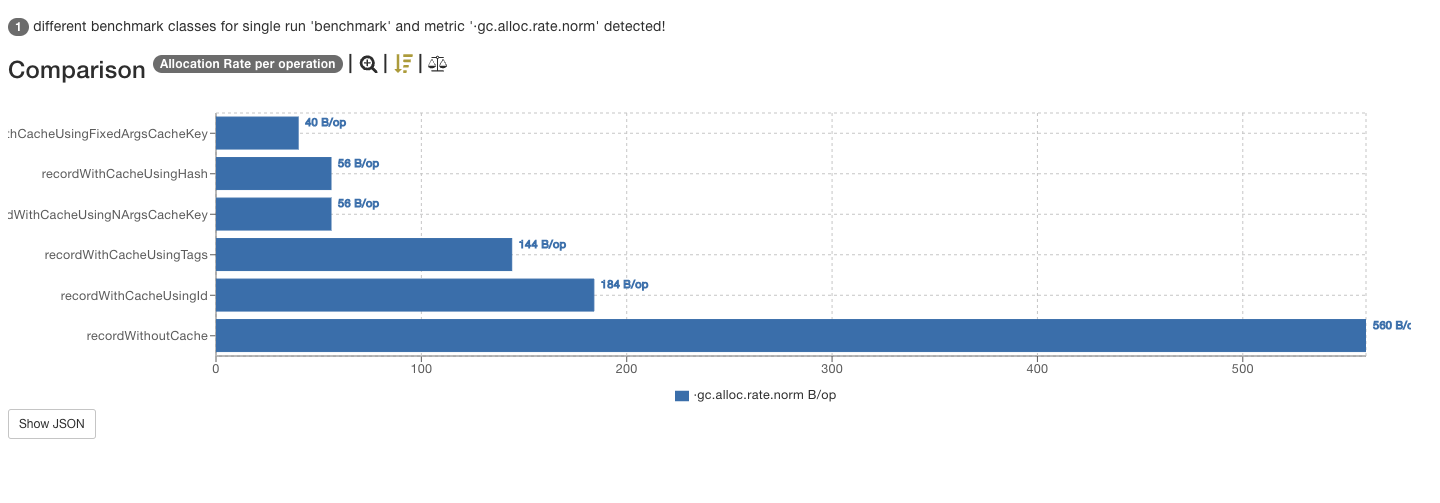 1 different benchmark classes for single run 'benchmark' and metric '·gc.alloc.rate.norm' detected!
Comparison Allocation Rate per operation
hCacheUsingFixedArgsCacheKey 40 B/op
recordWithCacheUsingHash 56 B/op
dWithCacheUsingNArgsCacheKey 56 B/op
recordWithCacheUsingTags 144 B/op
recordWithCacheUsingId 184 B/op
recordWithoutCache 560 B/
0 100 200 300 400 500
·gc.alloc.rate.norm B/op
Show JSON